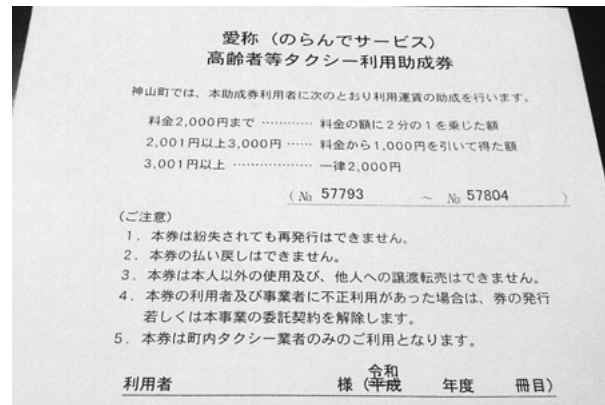 愛称（のらんでサービス）
高齢者等タクシー利用助成券
神山町では、本助成券利用者に次のとおり利用運賃の助成を行います。
料金2,000円まで ………… 料金の額に2分の1を乗じた額
2,001円以上3,000円 …… 料金から1,000円を引いて得た額
3,001円以上 ……………… 一律2,000円
（№ 57793 ～ № 57804 ）
（ご注意）
1．本券は紛失されても再発行はできません。
2．本券の払い戻しはできません。
3．本券は本人以外の使用及び、他人への譲渡転売はできません。
4．本券の利用者及び事業者に不正利用があった場合は、券の発行
若しくは本事業の委託契約を解除します。
5．本券は町内タクシー業者のみのご利用となります。
令和
利用者 様（平成 年度 冊目）